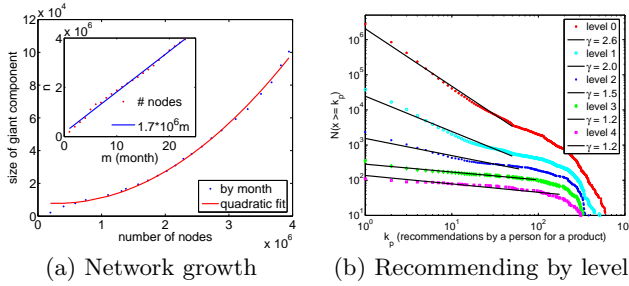 x 10^4
12
10
8
6
4
2
0
size of giant component
0 1 2 3 4
x 10^6
number of nodes
by month
quadratic fit
x 10^6
4
2
0
n
0 10 20
m (month)
# nodes
1.7*10^6m
(a) Network growth
10^7
10^6
10^5
10^4
10^3
10^2
10^1
N(x >= k_p)
10^0 10^1 10^2 10^3
k_p (recommendations by a person for a product)
level 0
γ = 2.6
level 1
γ = 2.0
level 2
γ = 1.5
level 3
γ = 1.2
level 4
γ = 1.2
(b) Recommending by level